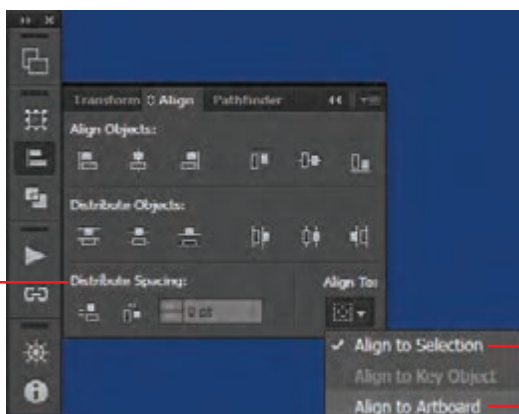 Transform Align Pathfinder
Align Objects:
Distribute Objects:
Distribute Spacing: Align To:
0 pt
Align to Selection
Align to Key Object
Align to Artboard